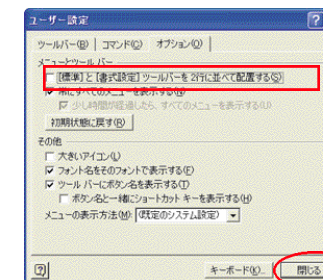 ユーザー設定
ツールバー(B) コマンド(C) オプション(O)
メニューとツール バー
[標準] と [書式設定] ツールバーを 2行に並べて配置する(S)
常にすべてのメニューを表示する(N)
少し時間が経過したら、すべてのメニューを表示する(U)
初期状態に戻す(R)
その他
大きいアイコン(L)
フォント名をそのフォントで表示する(F)
ツール バーにボタン名を表示する(T)
ボタン名と一緒にショートカット キーを表示する(H)
メニューの表示方法(M): (既定のシステム設定)
キーボード(K)... 閉じる